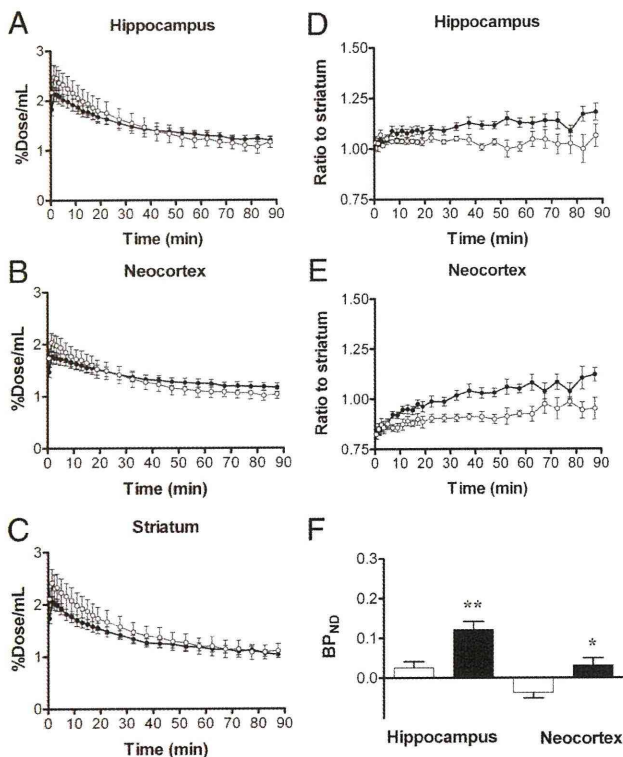 A
Hippocampus
%Dose/mL
3
2
1
0
0 10 20 30 40 50 60 70 80 90
Time (min)
B
Neocortex
%Dose/mL
3
2
1
0
0 10 20 30 40 50 60 70 80 90
Time (min)
C
Striatum
%Dose/mL
3
2
1
0
0 10 20 30 40 50 60 70 80 90
Time (min)
D
Hippocampus
Ratio to striatum
1.50
1.25
1.00
0.75
0 10 20 30 40 50 60 70 80 90
Time (min)
E
Neocortex
Ratio to striatum
1.50
1.25
1.00
0.75
0 10 20 30 40 50 60 70 80 90
Time (min)
F
BPND
0.3
0.2
0.1
0.0
**
*
Hippocampus Neocortex